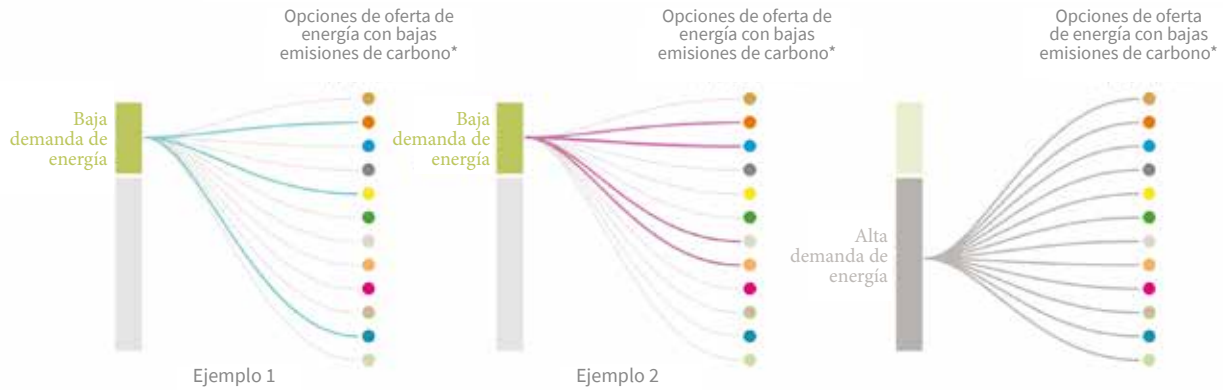 Opciones de oferta de
energía con bajas
emisiones de carbono*
Baja
demanda de
energía
Ejemplo 1
Opciones de oferta de
energía con bajas
emisiones de carbono*
Baja
demanda de
energía
Ejemplo 2
Opciones de oferta
de energía con bajas
emisiones de carbono*
Alta
demanda de
energía